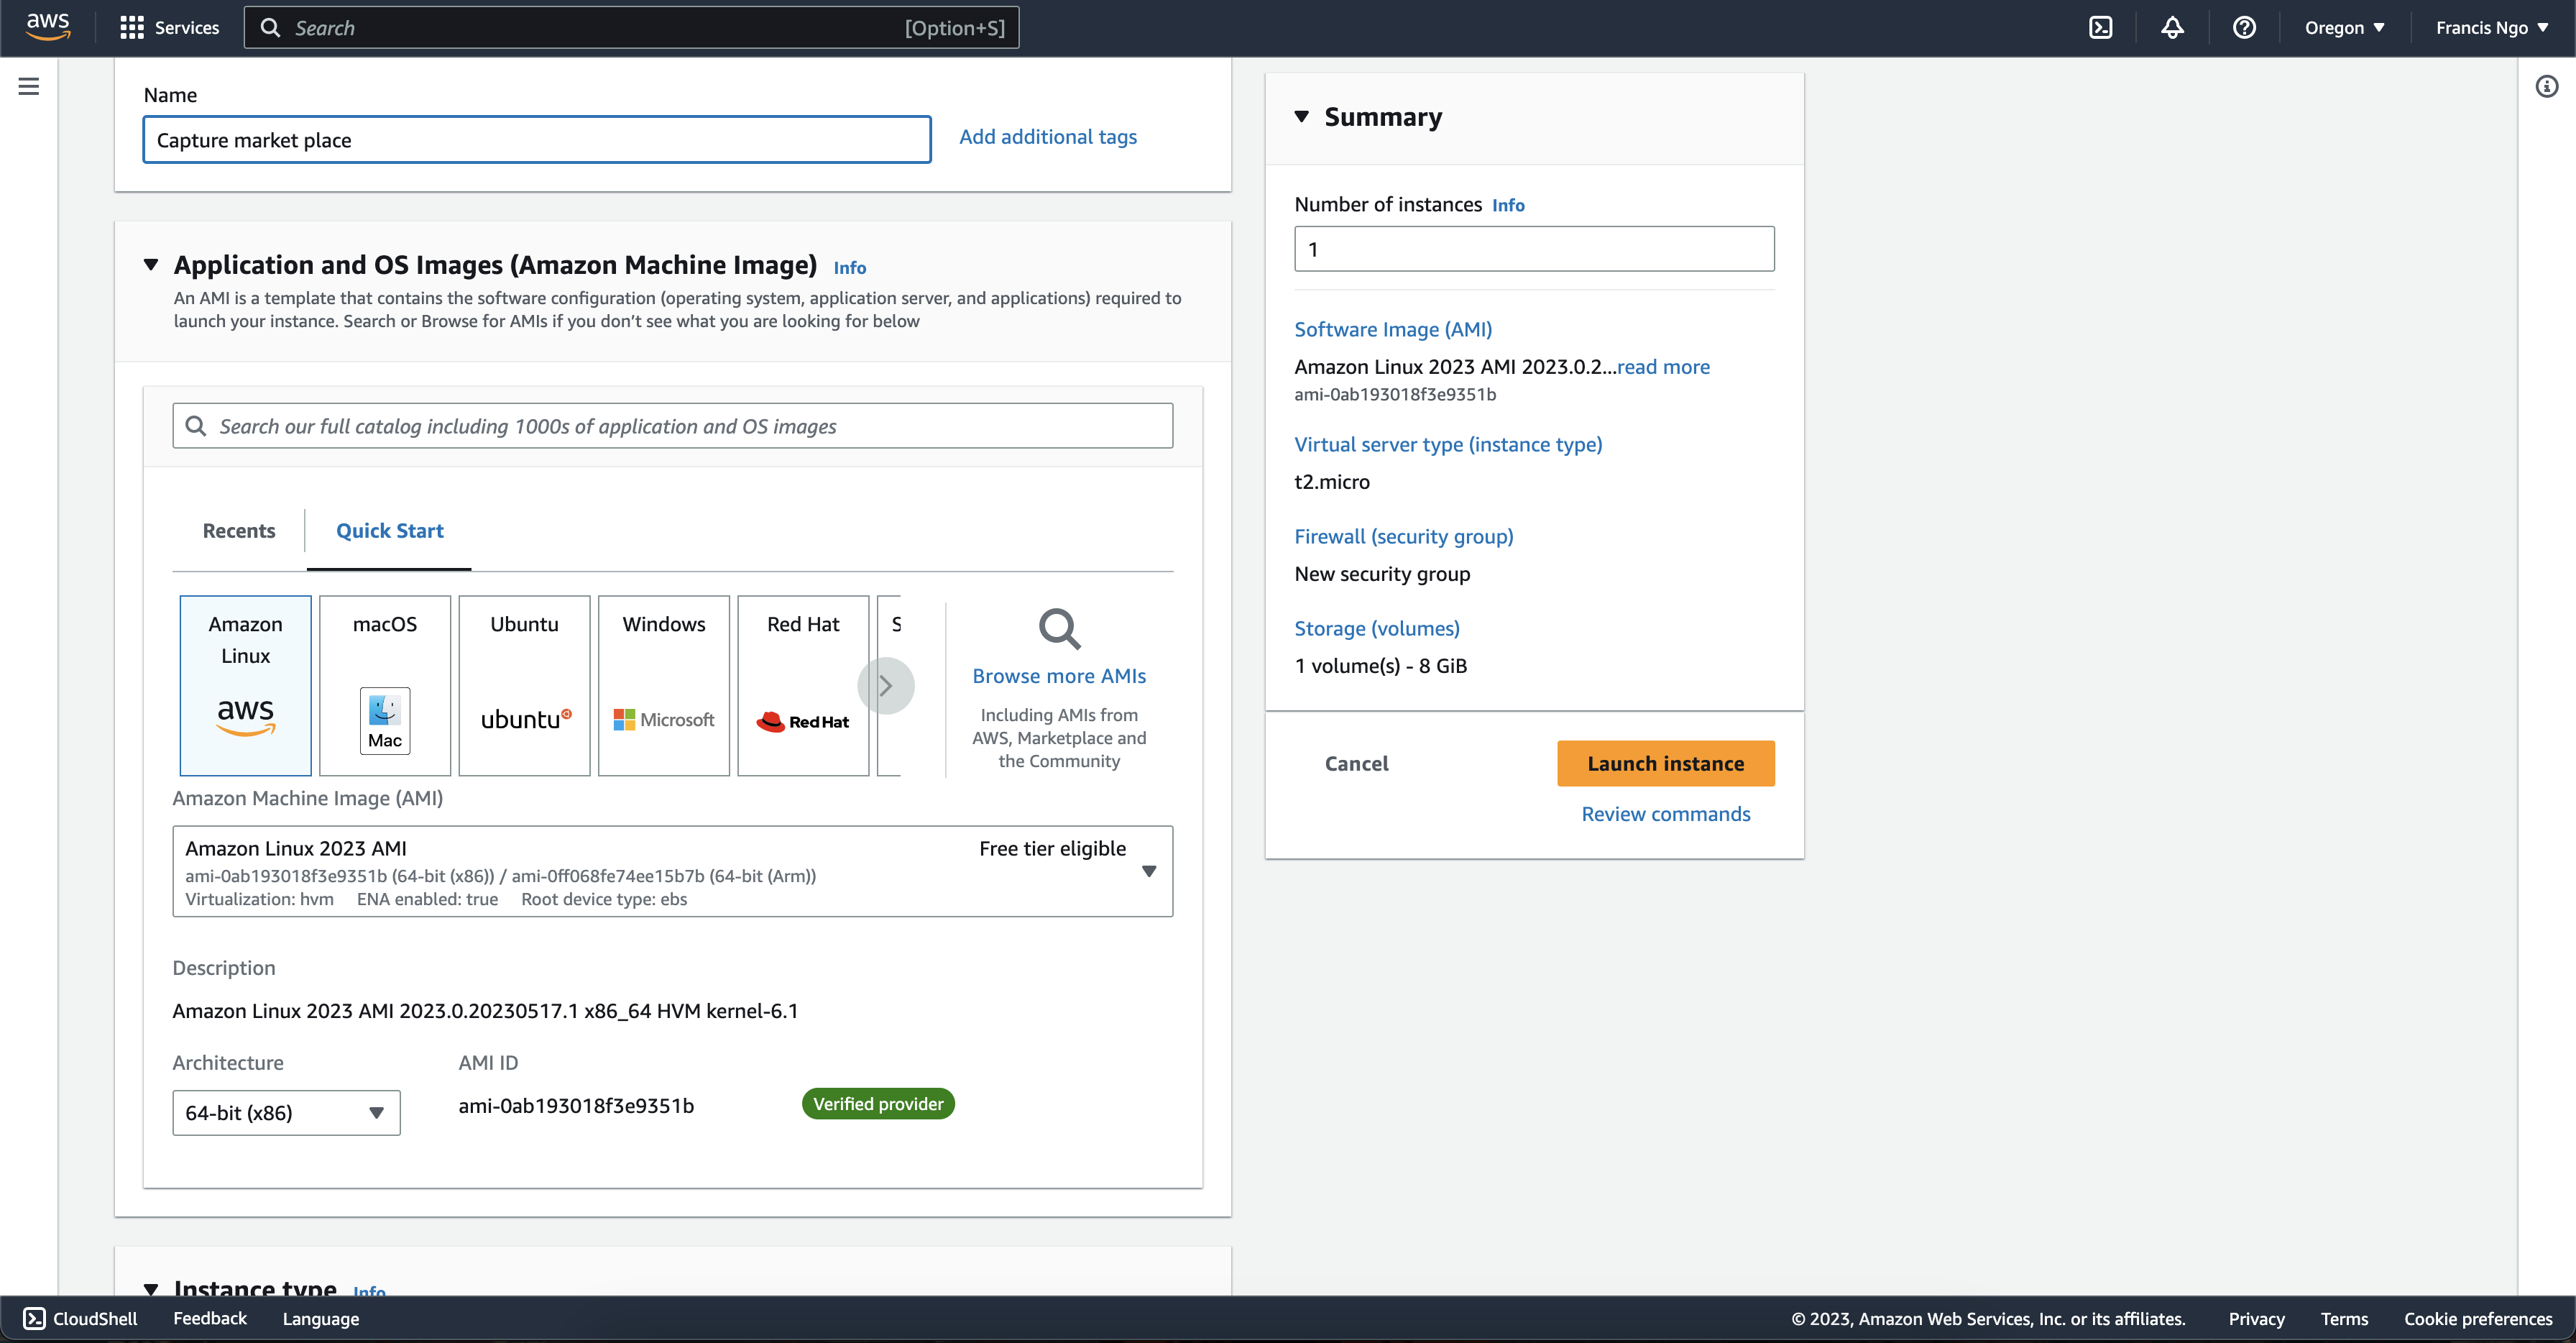 aws
Services
Search
[Option+S]
Oregon
Francis Ngo
Name
Capture market place
Add additional tags
Application and OS Images (Amazon Machine Image) Info
An AMI is a template that contains the software configuration (operating system, application server, and applications) required to
launch your instance. Search or Browse for AMIs if you don’t see what you are looking for below
Search our full catalog including 1000s of application and OS images
Recents
Quick Start
Amazon
Linux
aws
macOS
Mac
Ubuntu
ubuntu
Windows
Microsoft
Red Hat
Red Hat
S
Browse more AMIs
Including AMIs from
AWS, Marketplace and
the Community
Amazon Machine Image (AMI)
Amazon Linux 2023 AMI
Free tier eligible
ami-0ab193018f3e9351b (64-bit (x86)) / ami-0ff068fe74ee15b7b (64-bit (Arm))
Virtualization: hvm ENA enabled: true Root device type: ebs
Description
Amazon Linux 2023 AMI 2023.0.20230517.1 x86_64 HVM kernel-6.1
Architecture
AMI ID
64-bit (x86)
ami-0ab193018f3e9351b
Verified provider
Instance type Info
Summary
Number of instances Info
1
Software Image (AMI)
Amazon Linux 2023 AMI 2023.0.2...read more
ami-0ab193018f3e9351b
Virtual server type (instance type)
t2.micro
Firewall (security group)
New security group
Storage (volumes)
1 volume(s) - 8 GiB
Cancel
Launch instance
Review commands
CloudShell
Feedback
Language
© 2023, Amazon Web Services, Inc. or its affiliates.
Privacy
Terms
Cookie preferences